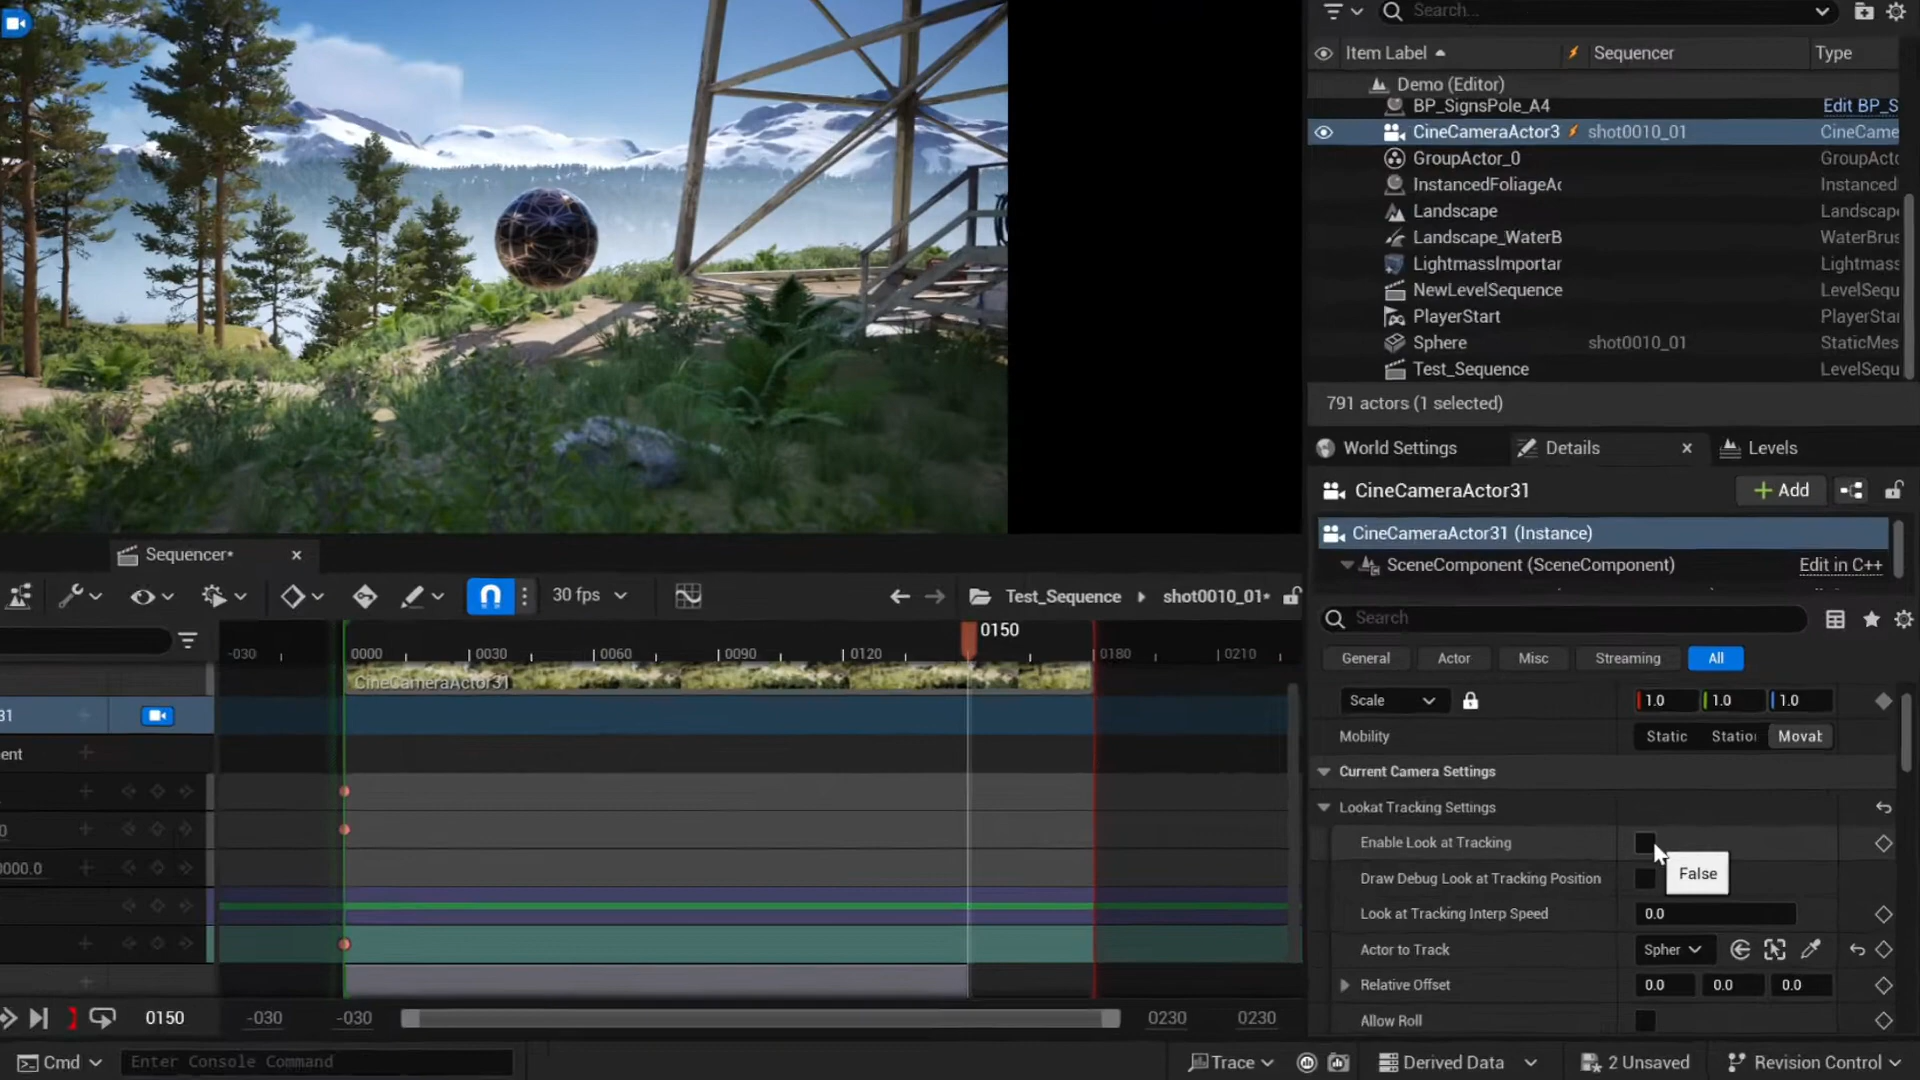 Search...
Item Label Sequencer Type
Demo (Editor)
BP_SignsPole_A4 Edit BP_S
CineCameraActor3 shot0010_01 CineCame
GroupActor_0 GroupActo
InstancedFoliageAc Instanced
Landscape Landscape
Landscape_WaterB WaterBrus
LightmassImportar Lightmass
NewLevelSequence LevelSequ
PlayerStart PlayerStar
Sphere shot0010_01 StaticMes
Test_Sequence LevelSequ
791 actors (1 selected)
World Settings Details Levels
CineCameraActor31 Add
CineCameraActor31 (Instance)
SceneComponent (SceneComponent) Edit in C++
Search
General Actor Misc Streaming All
Scale 1.0 1.0 1.0
Mobility Static Station Movab
Current Camera Settings
Lookat Tracking Settings
Enable Look at Tracking
False
Draw Debug Look at Tracking Position
Look at Tracking Interp Speed 0.0
Actor to Track Spher
Relative Offset 0.0 0.0 0.0
Allow Roll
Sequencer*
30 fps Test_Sequence shot0010_01*
0150
-030 0000 0030 0060 0090 0120 0180 0210
CineCameraActor31
31
ent
0
0000.0
0150 -030 -030 0230 0230
Cmd Enter Console Command Trace Derived Data 2 Unsaved Revision Control